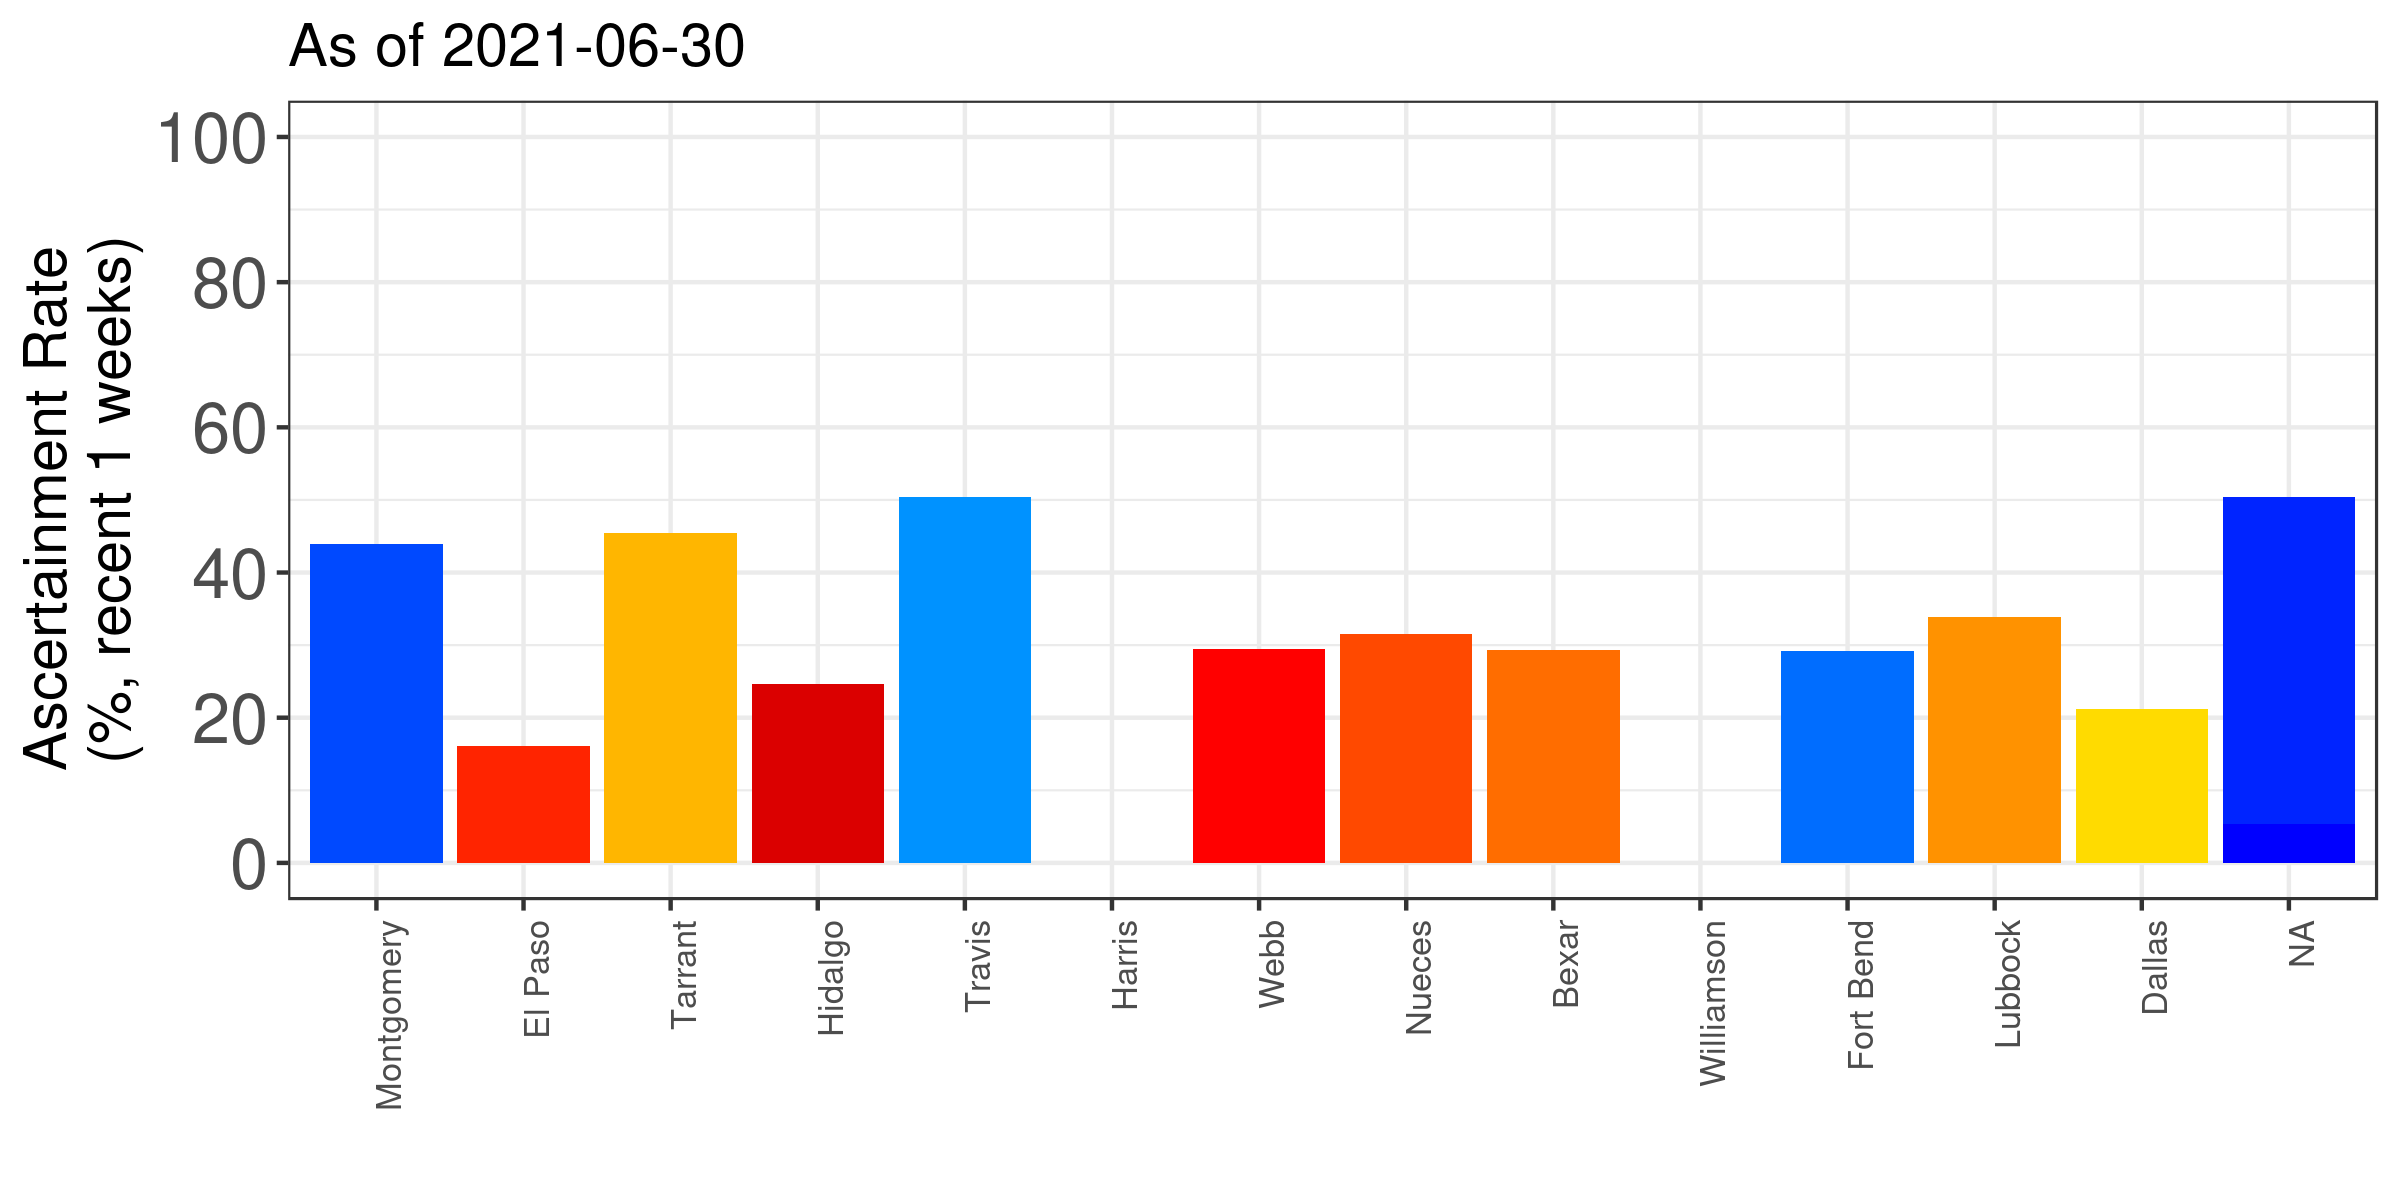 As of 2021-06-30
Ascertainment Rate
(%, recent 1 weeks)
100
80
60
40
20
0
Montgomery
El Paso
Tarrant
Hidalgo
Travis
Harris
Webb
Nueces
Bexar
Williamson
Fort Bend
Lubbock
Dallas
NA